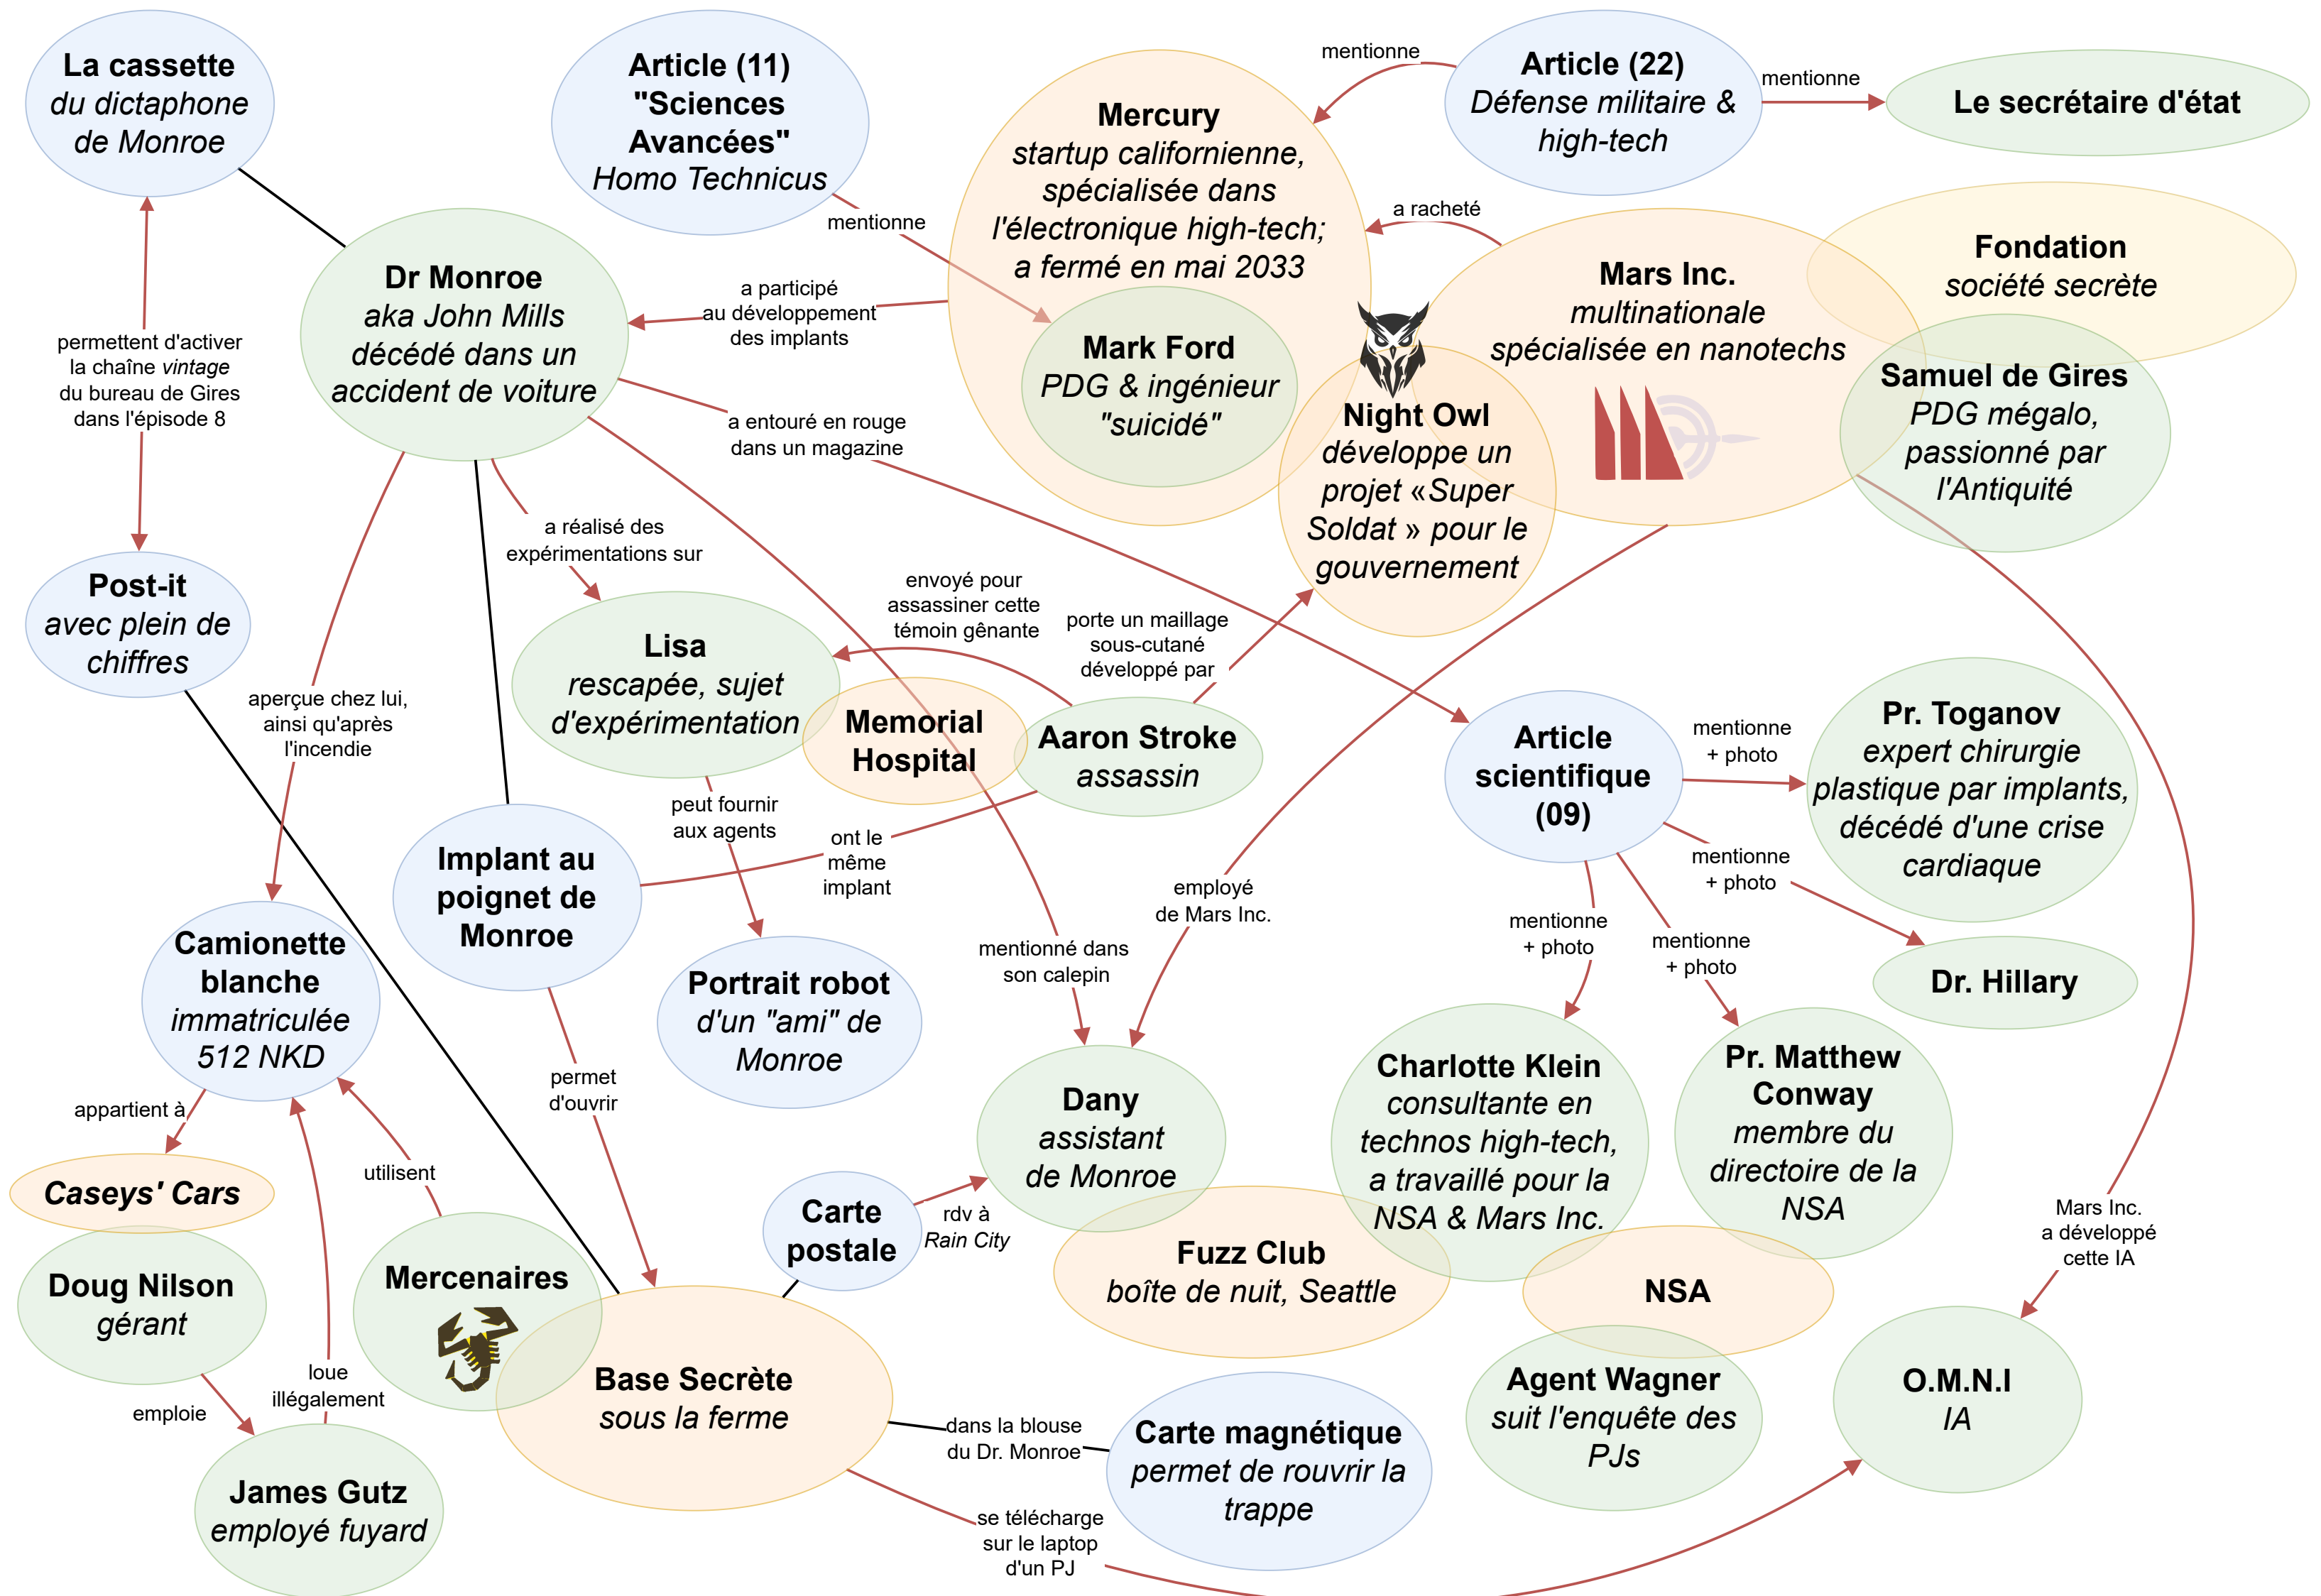 La cassette
du dictaphone
de Monroe
Article (11)
"Sciences
Avancées"
Homo Technicus
mentionne
Mercury
startup californienne,
spécialisée dans
l'électronique high-tech;
a fermé en mai 2033
mentionne
Article (22)
Défense militaire &
high-tech
mentionne
Le secrétaire d'état
a racheté
Mars Inc.
multinationale
spécialisée en nanotechs
Fondation
société secrète
Samuel de Gires
PDG mégalo,
passionné par
l'Antiquité
Dr Monroe
aka John Mills
décédé dans un
accident de voiture
a participé
au développement
des implants
Mark Ford
PDG & ingénieur
"suicidé"
Night Owl
développe un
projet «Super
Soldat » pour le
gouvernement
permettent d'activer
la chaîne vintage
du bureau de Gires
dans l'épisode 8
a entouré en rouge
dans un magazine
a réalisé des
expérimentations sur
Post-it
avec plein de
chiffres
envoyé pour
assassiner cette
témoin gênante
porte un maillage
sous-cutané
développé par
Lisa
rescapée, sujet
d'expérimentation
Memorial
Hospital
Aaron Stroke
assassin
aperçue chez lui,
ainsi qu'après
l'incendie
Article
scientifique
(09)
mentionne
+ photo
Pr. Toganov
expert chirurgie
plastique par implants,
décédé d'une crise
cardiaque
peut fournir
aux agents
ont le
même
implant
Implant au
poignet de
Monroe
employé
de Mars Inc.
mentionne
+ photo
mentionne
+ photo
mentionne
+ photo
Dr. Hillary
Camionette
blanche
immatriculée
512 NKD
Portrait robot
d'un "ami" de
Monroe
mentionné dans
son calepin
permet
d'ouvrir
Dany
assistant
de Monroe
Charlotte Klein
consultante en
technos high-tech,
a travaillé pour la
NSA & Mars Inc.
Pr. Matthew
Conway
membre du
directoire de la
NSA
appartient à
Caseys' Cars
utilisent
Carte
postale
rdv à
Rain City
Fuzz Club
boîte de nuit, Seattle
NSA
Mars Inc.
a développé
cette IA
Doug Nilson
gérant
Mercenaires
emploie
loue
illégalement
Base Secrète
sous la ferme
dans la blouse
du Dr. Monroe
Carte magnétique
permet de rouvrir la
trappe
Agent Wagner
suit l'enquête des
PJs
O.M.N.I
IA
James Gutz
employé fuyard
se télécharge
sur le laptop
d'un PJ